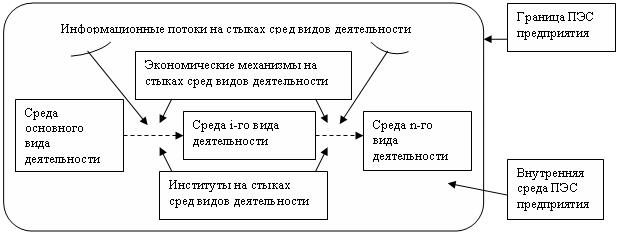 Информационные потоки на стыках сред видов деятельности
Граница ПЭС
предприятия
Экономические механизмы на
стыках сред видов деятельности
Среда
основного
вида
деятельности
Среда i-го вида
деятельности
Среда n-го
вида
деятельности
Институты на стыках
сред видов деятельности
Внутренняя
среда ПЭС
предприятия